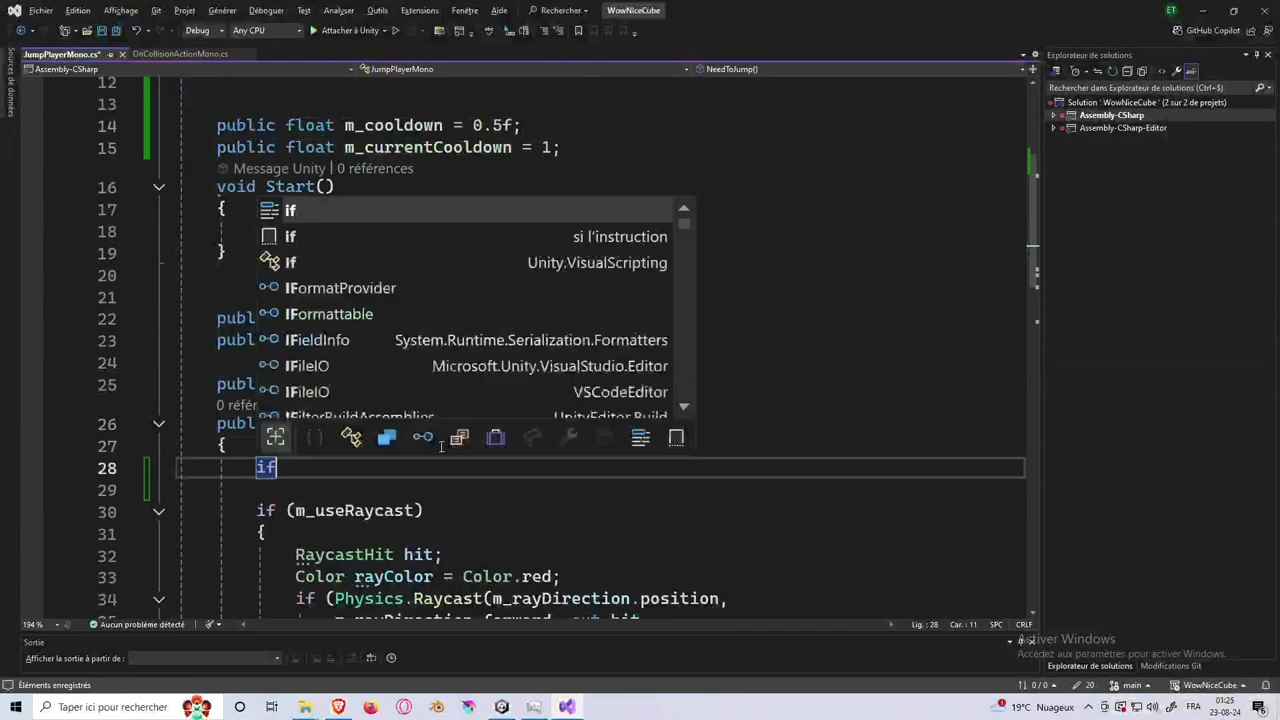 Fichier Edition Affichage Git Projet Générer Déboguer Test Analyser Outils Extensions Fenêtre Aide Rechercher WowNiceCube ET
Debug Any CPU Attacher à Unity GitHub Copilot
Sources de données
JumpPlayerMono.cs* OnCollisionActionMono.cs
Assembly-CSharp JumpPlayerMono NeedToJump()
12
13
14 public float m_cooldown = 0.5f;
15 public float m_currentCooldown = 1;
Message Unity | 0 références
16 void Start()
17 {
18
19 }
20
21
22 publ
23 publ
24
25 publ
0 référ
26 publ
27 {
28 if
29
30 if (m_useRaycast)
31 {
32 RaycastHit hit;
33 Color rayColor = Color.red;
34 if (Physics.Raycast(m_rayDirection.position,
if
if si l'instruction
If Unity.VisualScripting
IFormatProvider
IFormattable
IFieldInfo System.Runtime.Serialization.Formatters
IFileIO Microsoft.Unity.VisualStudio.Editor
IFileIO VSCodeEditor
IFilterBuildAssemblies UnityEditor.Build
Explorateur de solutions
Rechercher dans Explorateur de solutions (Ctrl+$)
Solution 'WowNiceCube ' (2 sur 2 de projets)
Assembly-CSharp
Assembly-CSharp-Editor
194 % Aucun problème détecté Lig : 28 Car : 11 SPC CRLF
Sortie
Afficher la sortie à partir de :
Activer Windows
Accédez aux paramètres pour activer Windows.
Explorateur de solutions Modifications Git
Éléments enregistrés 0 / 0 20 main WowNiceCube
Taper ici pour rechercher 19°C Nuageux FRA 01:25
23-08-24